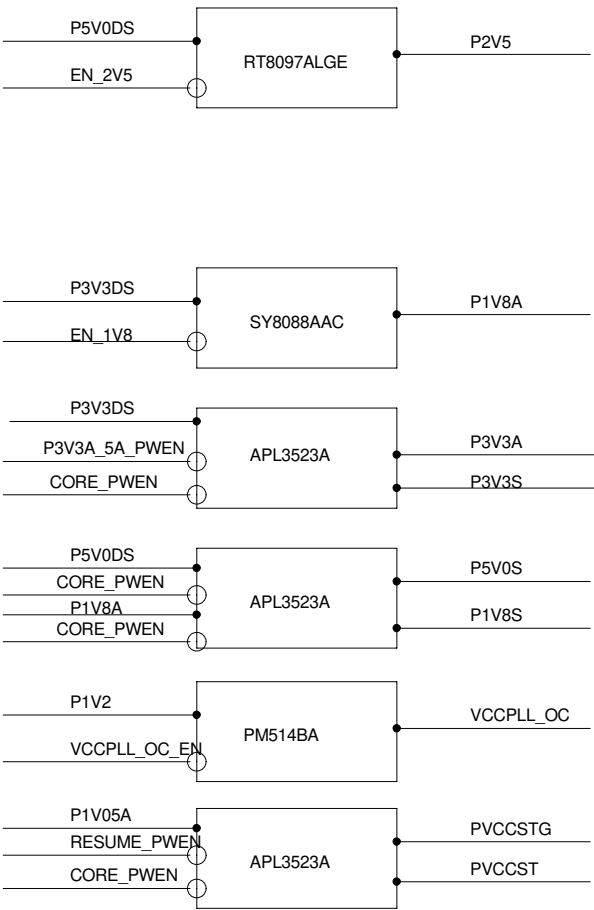 P5V0DS
EN_2V5
RT8097ALGE
P2V5
P3V3DS
EN_1V8
SY8088AAC
P1V8A
P3V3DS
P3V3A_5A_PWEN
CORE_PWEN
APL3523A
P3V3A
P3V3S
P5V0DS
CORE_PWEN
P1V8A
CORE_PWEN
APL3523A
P5V0S
P1V8S
P1V2
VCCPLL_OC_EN
PM514BA
VCCPLL_OC
P1V05A
RESUME_PWEN
CORE_PWEN
APL3523A
PVCCSTG
PVCCST